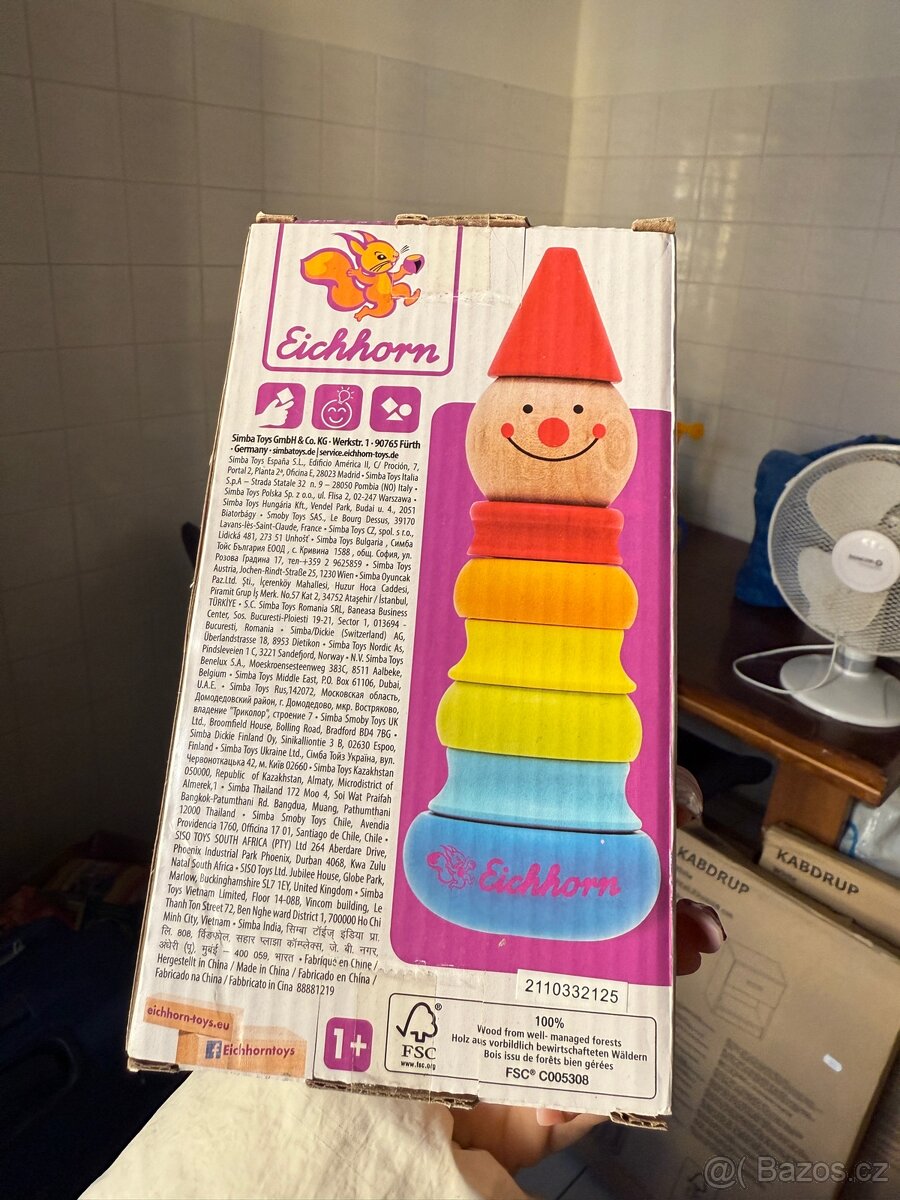 Eichhorn
Simba Toys GmbH & Co. KG · Werkstr. 1 · 90765 Fürth
· Germany · simbatoys.de | service.eichhorn-toys.de
Simba Toys España S.L., Edificio América II, C/ Proción, 7,
Portal 2, Planta 2ª, Oficina E, 28023 Madrid · Simba Toys Italia
S.p.A – Strada Statale 32 n. 9 – 28050 Pombia (NO) Italy ·
Simba Toys Polska Sp. z o.o., ul. Flisa 2, 02-247 Warszawa ·
Simba Toys Hungária Kft., Vendel Park, Budai u. 4., 2051
Biatorbágy · Smoby Toys SAS., Le Bourg Dessus, 39170
Lavans-lès-Saint-Claude, France · Simba Toys CZ, spol. s r.o.,
Lidická 481, 273 51 Unhošť · Simba Toys Bulgaria , Симба
Тойс България ЕООД , с. Кривина 1588 , общ. София, ул.
Розова Градина 17, тел+359 2 9625859 · Simba Toys
Austria, Jochen-Rindt-Straße 25, 1230 Wien · Simba Oyuncak
Paz.Ltd. Şti., İçerenköy Mahallesi, Huzur Hoca Caddesi,
Piramit Grup İş Merk. No.57 Kat 2, 34752 Ataşehir / İstanbul,
TÜRKİYE · S.C. Simba Toys Romania SRL, Baneasa Business
Center, Sos. Bucuresti-Ploiesti 19-21, Sector 1, 013694 -
Bucuresti, Romania · Simba/Dickie (Switzerland) AG,
Überlandstrasse 18, 8953 Dietikon · Simba Toys Nordic As,
Pindsleveien 1 C, 3221 Sandefjord, Norway · N.V. Simba Toys
Benelux S.A., Moeskroensesteenweg 383C, 8511 Aalbeke,
Belgium · Simba Toys Middle East, P.O. Box 61106, Dubai,
U.A.E. · Simba Toys Rus,142072, Московская область,
Домодедовский район, г. Домодедово, мкр. Востряково,
владение "Триколор", строение 7 · Simba Smoby Toys UK
Ltd., Broomfield House, Bolling Road, Bradford BD4 7BG ·
Simba Dickie Finland Oy, Sinikalliontie 3 B, 02630 Espoo,
Finland · Simba Toys Ukraine Ltd., Сімба Тойз Україна, вул.
Червоноткацька 42, м. Київ 02660 · Simba Toys Kazakhstan
050000, Republic of Kazakhstan, Almaty, Microdistrict of
Almerek,1 · Simba Thailand 172 Moo 4, Soi Wat Praifah
Bangkok-Patumthani Rd. Bangdua, Muang, Pathumthani
12000 Thailand · Simba Smoby Toys Chile, Avendia
Providencia 1760, Officina 17 01, Santiago de Chile, Chile ·
SISO TOYS SOUTH AFRICA (PTY) Ltd 264 Aberdare Drive,
Phoenix Industrial Park Phoenix, Durban 4068, Kwa Zulu
Natal South Africa · SISO Toys Ltd. Jubilee House, Globe Park,
Marlow, Buckinghamshire SL7 1EY, United Kingdom · Simba
Toys Vietnam Limited, Floor 14-08B, Vincom building, Le
Thanh Ton Street 72, Ben Nghe ward District 1, 700000 Ho Chi
Minh City, Vietnam · Simba India, सिम्बा टॉईज् इंडिया प्रा.
लि. 808, विंडफॉल, सहार प्लाझा कॉम्प्लेक्स, जे. बी. नगर,
अंधेरी (पू), मुंबई – 400 059, भारत · Fabriqué en Chine /
Hergestellt in China / Made in China / Fabricado en China /
Fabricado na China / Fabbricato in Cina 88881219
Eichhorn
2110332125
eichhorn-toys.eu
Eichhorntoys
1+
FSC®
www.fsc.org
100%
Wood from well- managed forests
Holz aus vorbildlich bewirtschafteten Wäldern
Bois issu de forêts bien gérées
FSC® C005308
KABDRUP
KABDRUP
@( Bazos.cz